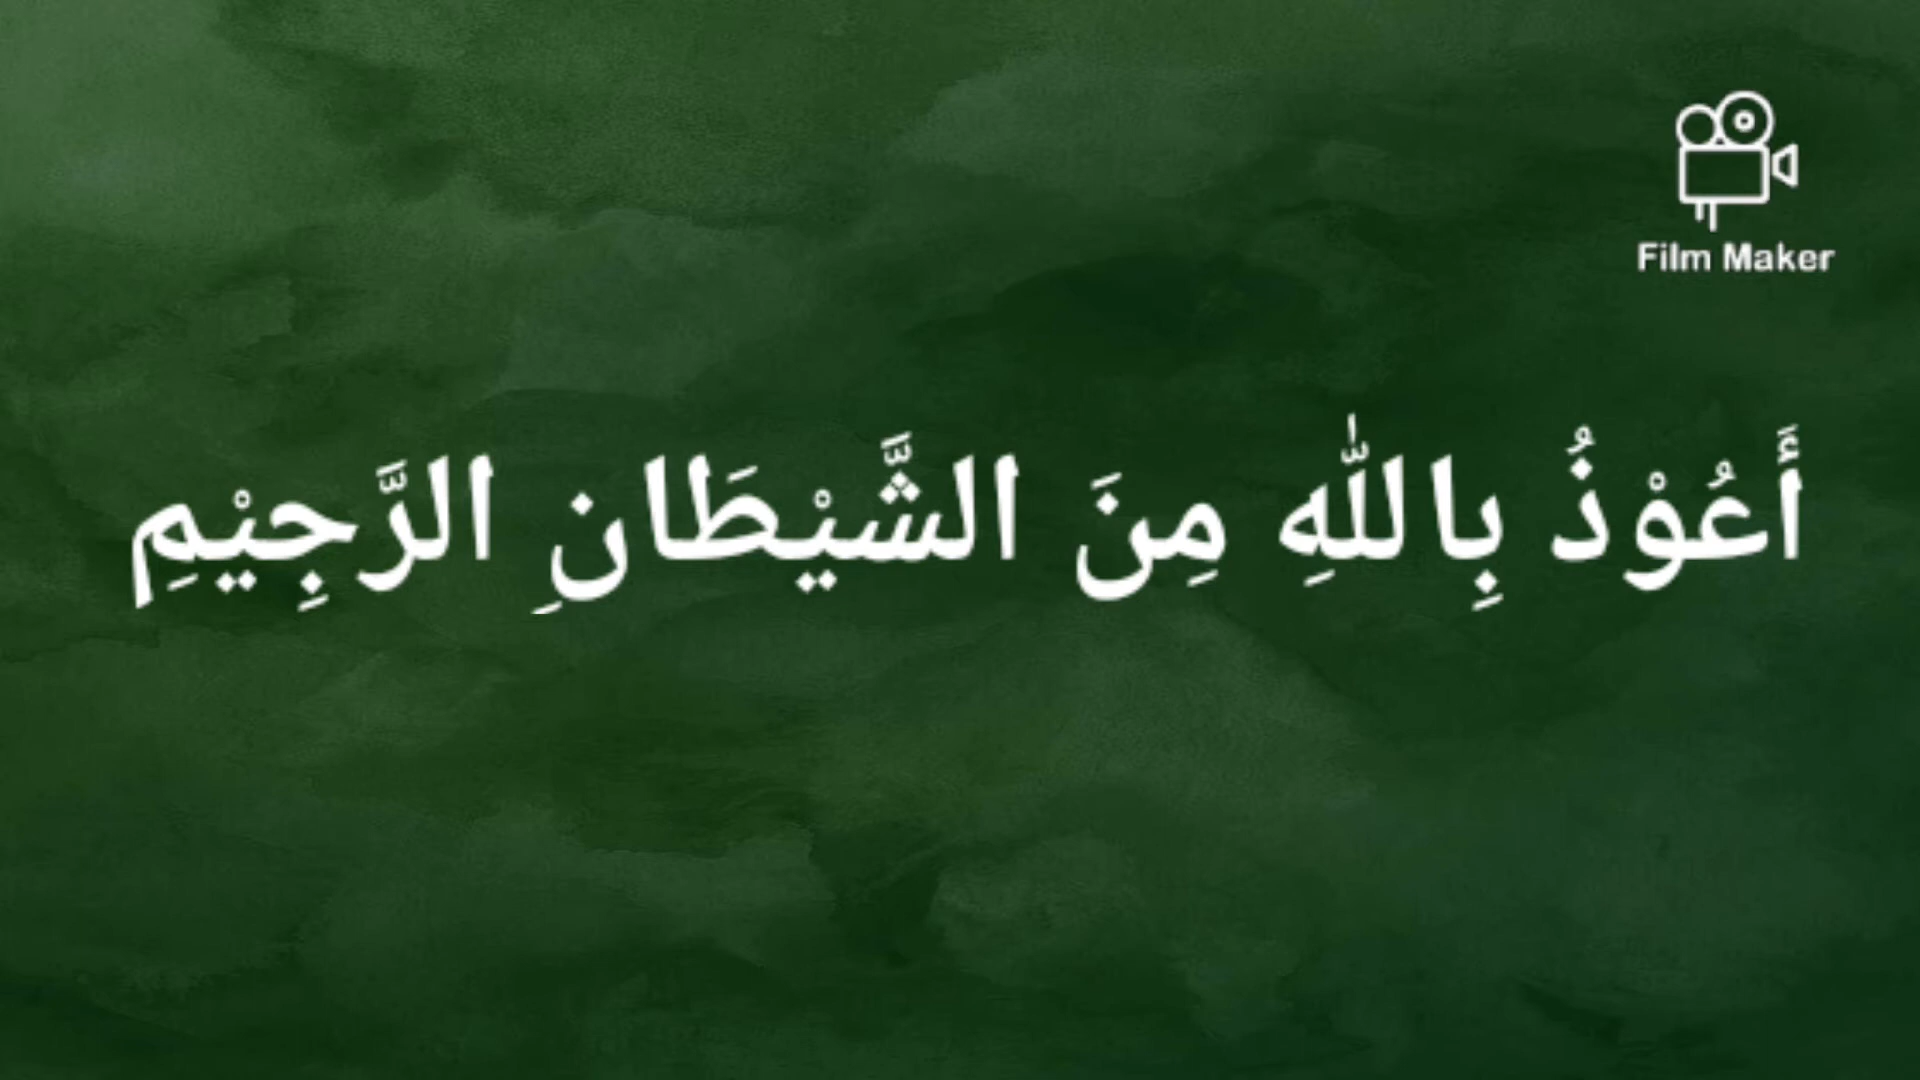 Film Maker
أَعُوْذُ بِاللّٰهِ مِنَ الشَّيْطَانِ الرَّجِيْمِ